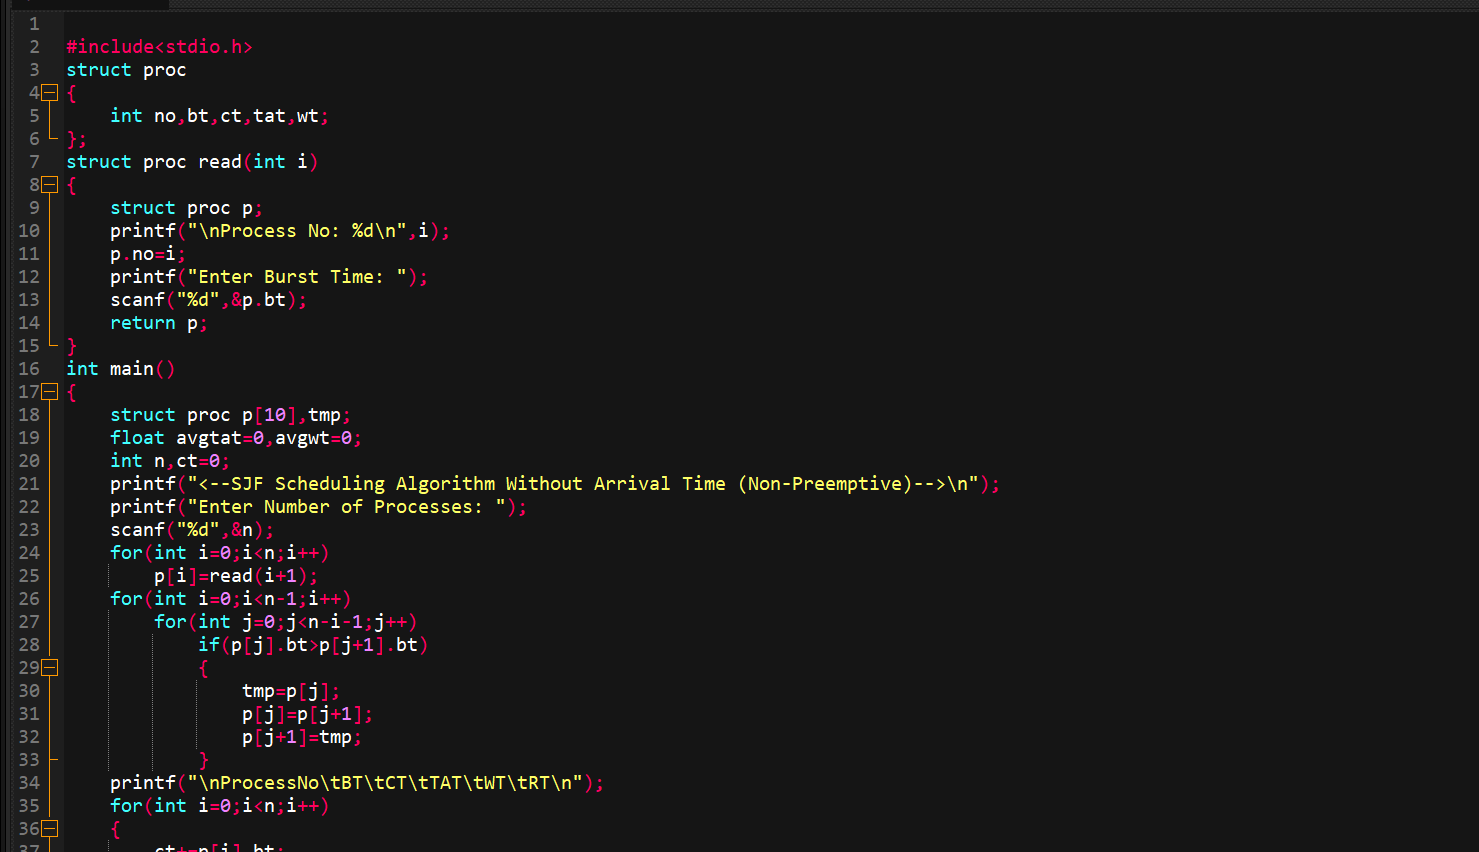 1
2 #include<stdio.h>
3 struct proc
4 {
5     int no,bt,ct,tat,wt;
6 };
7 struct proc read(int i)
8 {
9     struct proc p;
10     printf("\nProcess No: %d\n",i);
11     p.no=i;
12     printf("Enter Burst Time: ");
13     scanf("%d",&p.bt);
14     return p;
15 }
16 int main()
17 {
18     struct proc p[10],tmp;
19     float avgtat=0,avgwt=0;
20     int n,ct=0;
21     printf("<--SJF Scheduling Algorithm Without Arrival Time (Non-Preemptive)-->\n");
22     printf("Enter Number of Processes: ");
23     scanf("%d",&n);
24     for(int i=0;i<n;i++)
25         p[i]=read(i+1);
26     for(int i=0;i<n-1;i++)
27         for(int j=0;j<n-i-1;j++)
28             if(p[j].bt>p[j+1].bt)
29             {
30                 tmp=p[j];
31                 p[j]=p[j+1];
32                 p[j+1]=tmp;
33             }
34     printf("\nProcessNo\tBT\tCT\tTAT\tWT\tRT\n");
35     for(int i=0;i<n;i++)
36     {
37         ct+=p[i].bt;